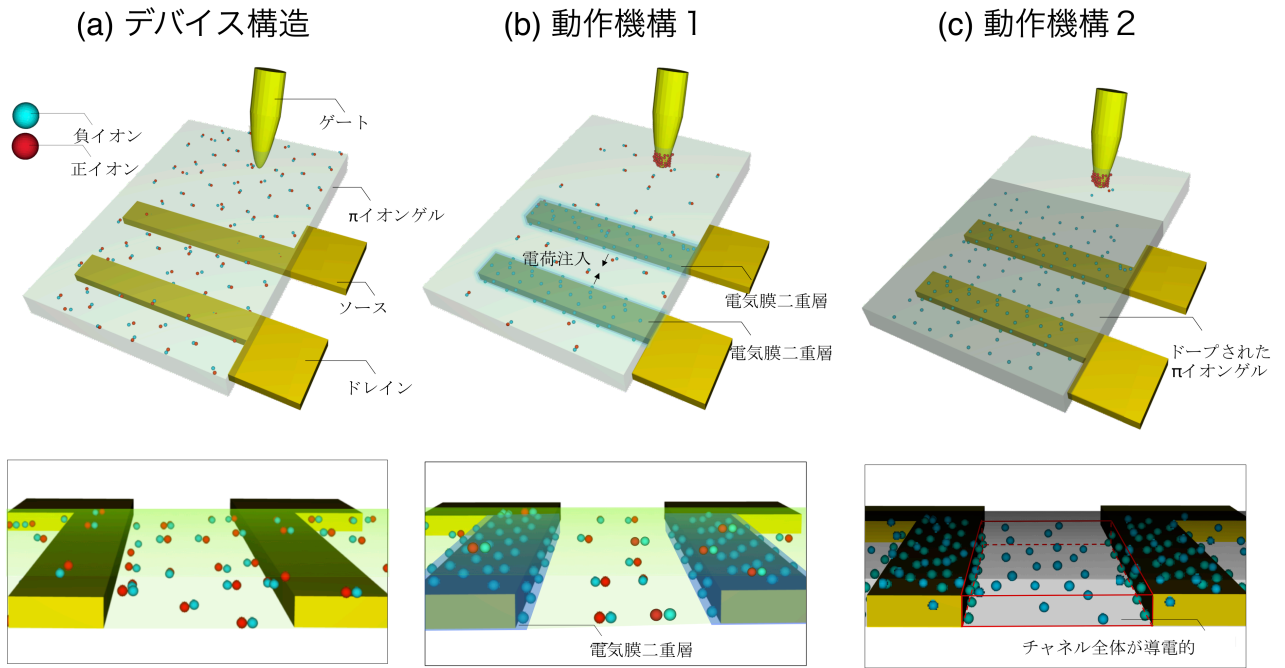 (a) デバイス構造
(b) 動作機構１
(c) 動作機構２
負イオン
正イオン
ゲート
πイオンゲル
ソース
ドレイン
電荷注入
電気膜二重層
電気膜二重層
ドープされた
πイオンゲル
電気膜二重層
チャネル全体が導電的